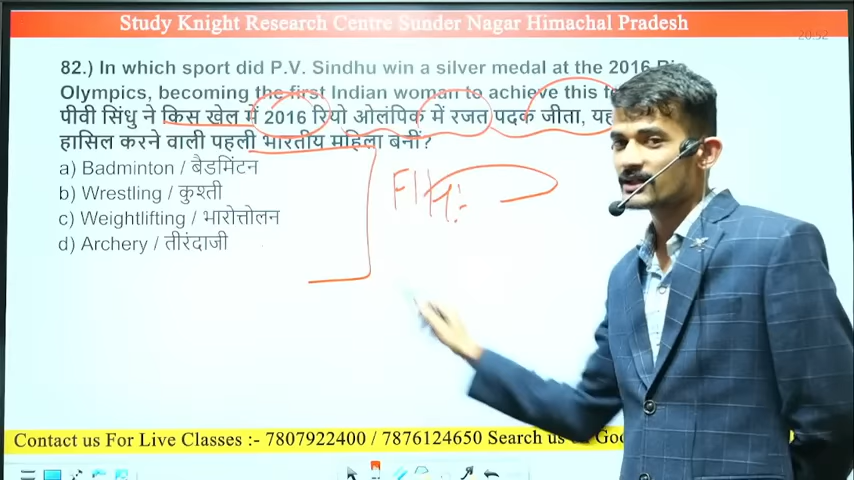 Study Knight Research Centre Sunder Nagar Himachal Pradesh
20:52
82.) In which sport did P.V. Sindhu win a silver medal at the 2016
Olympics, becoming the first Indian woman to achieve this
पीवी सिंधु ने किस खेल में 2016 रियो ओलंपिक में रजत पदक जीता,
हासिल करने वाली पहली भारतीय महिला बनीं?
a) Badminton / बैडमिंटन
b) Wrestling / कुश्ती
c) Weightlifting / भारोत्तोलन
d) Archery / तीरंदाजी
Contact us For Live Classes :- 7807922400 / 7876124650 Search us